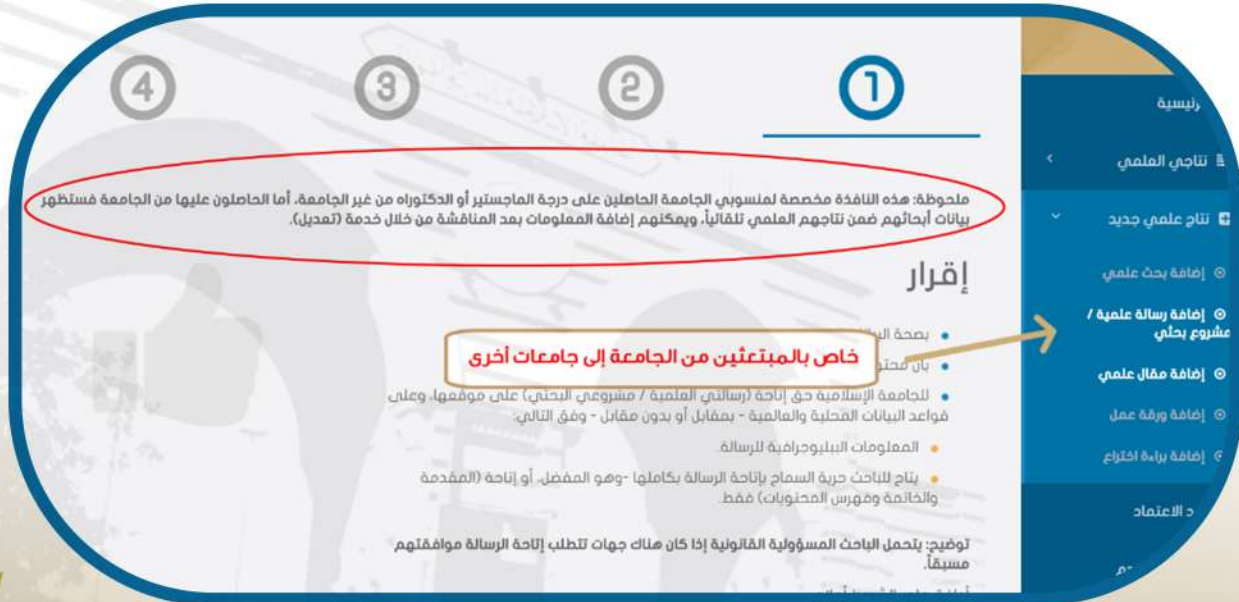 1
2
3
4
ملحوظة: هذه النافذة مخصصة لمنسوبي الجامعة الحاصلين على درجة الماجستير أو الدكتوراه من غير الجامعة، أما الحاصلون عليها من الجامعة فستظهر
بيانات أبحاثهم ضمن نتاجهم العلمي تلقائياً، ويمكنهم إضافة المعلومات بعد المناقشة من خلال خدمة (تعديل).
إقرار
بصحة
بأن
خاص بالمبتعثين من الجامعة إلى جامعات أخرى
للجامعة الإسلامية حق إتاحة (رسالتي العلمية / مشروعي البحثي) على موقعها، وعلى
قواعد البيانات المحلية والعالمية - بمقابل أو بدون مقابل - وفق التالي:
المعلومات الببليوجرافية للرسالة.
يتاح للباحث حرية السماح بإتاحة الرسالة بكاملها -وهو المفضل، أو إتاحة (المقدمة
والخاتمة وفهرس المحتويات) فقط.
توضيح: يتحمل الباحث المسؤولية القانونية إذا كان هناك جهات تتطلب إتاحة الرسالة موافقتهم
مسبقاً.
رئيسية
نتاجي العلمي
نتاج علمي جديد
إضافة بحث علمي
إضافة رسالة علمية /
مشروع بحثي
إضافة مقال علمي
إضافة ورقة عمل
إضافة براءة اختراع
د الاعتماد